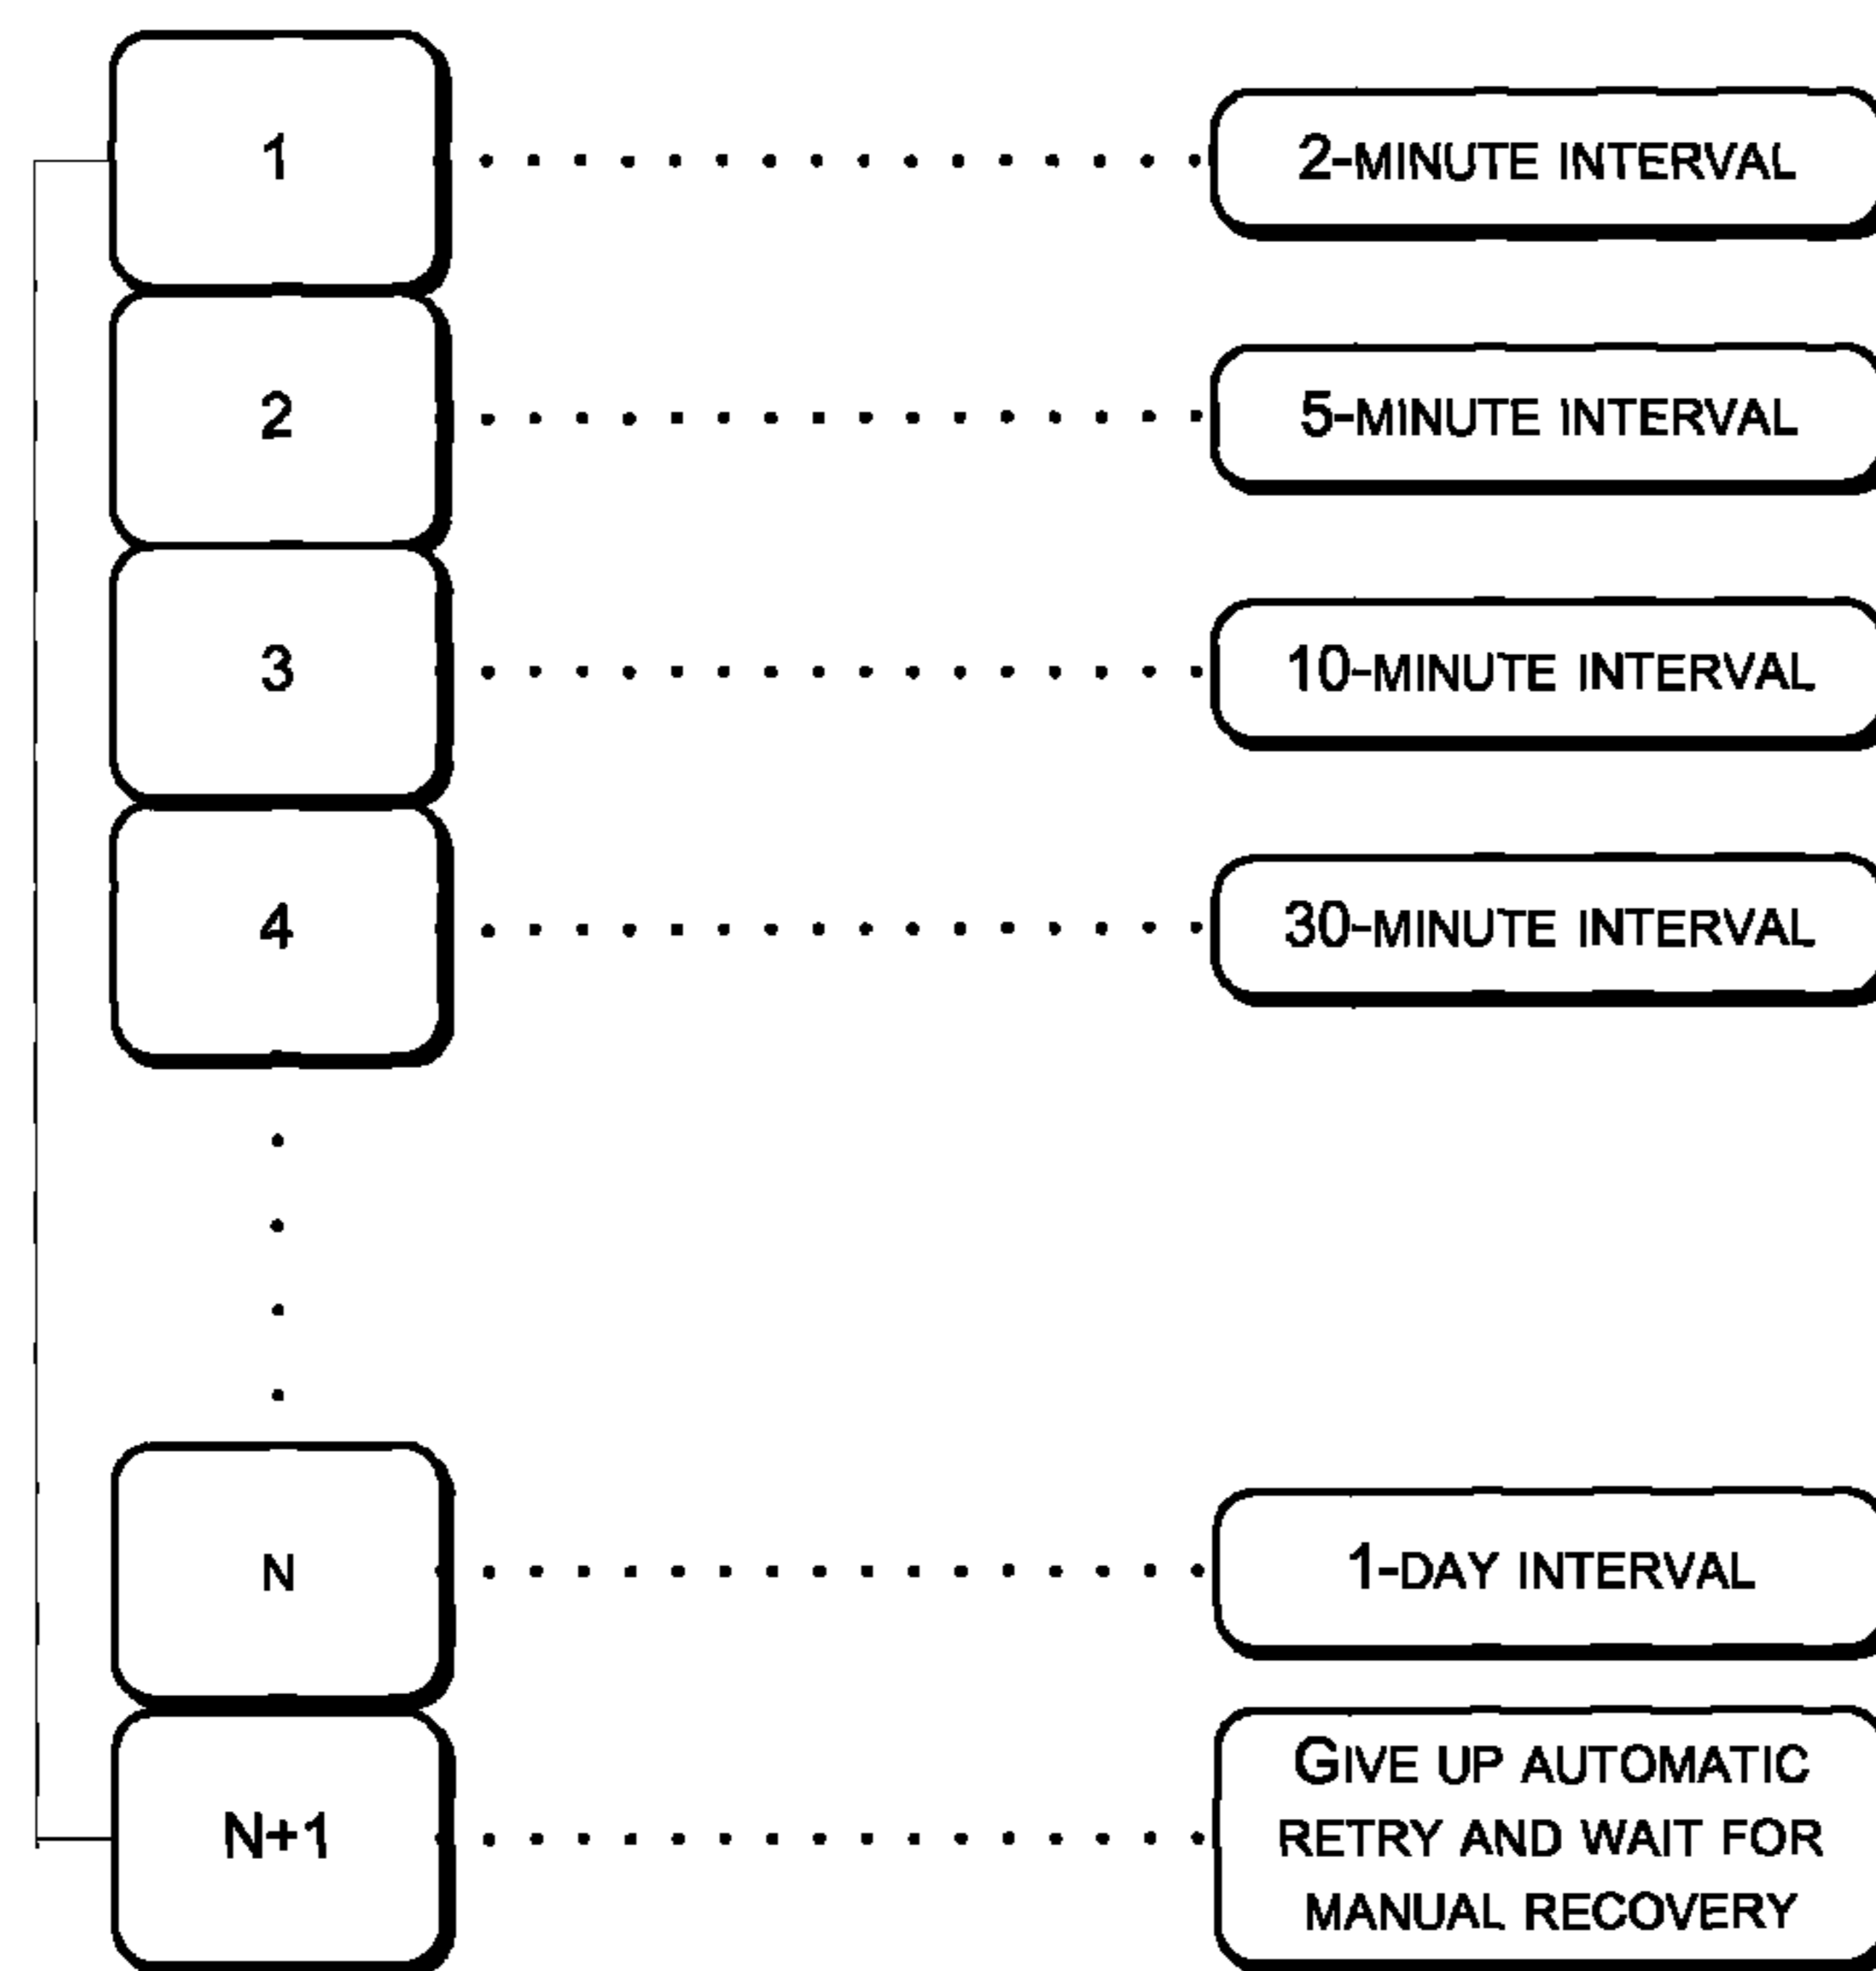 1
2-MINUTE INTERVAL
2
5-MINUTE INTERVAL
3
10-MINUTE INTERVAL
4
30-MINUTE INTERVAL
N
1-DAY INTERVAL
N+1
GIVE UP AUTOMATIC
RETRY AND WAIT FOR
MANUAL RECOVERY